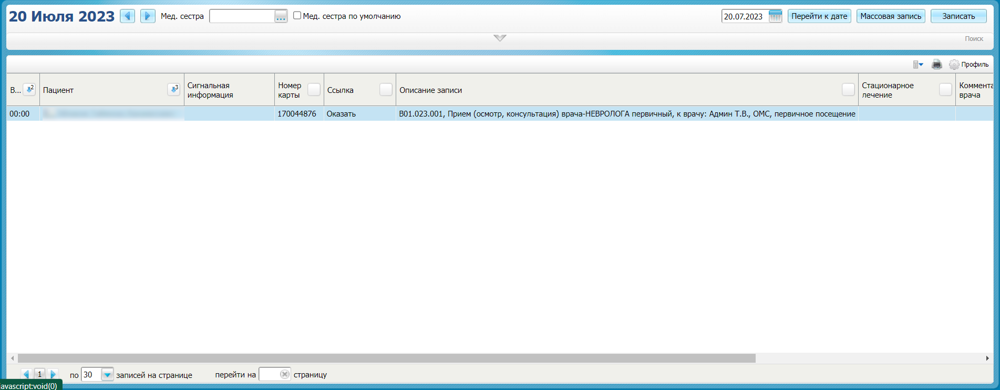 20 Июля 2023 Мед. сестра ... Мед. сестра по умолчанию 20.07.2023 Перейти к дате Массовая запись Записать
Поиск
Профиль
В... 2 Пациент 3 Сигнальная информация Номер карты Ссылка Описание записи Стационарное лечение Коммента врача
00:00 170044876 Оказать B01.023.001, Прием (осмотр, консультация) врача-НЕВРОЛОГА первичный, к врачу: Админ Т.В., ОМС, первичное посещение
1 по 30 записей на странице перейти на страницу
avascript:void(0)